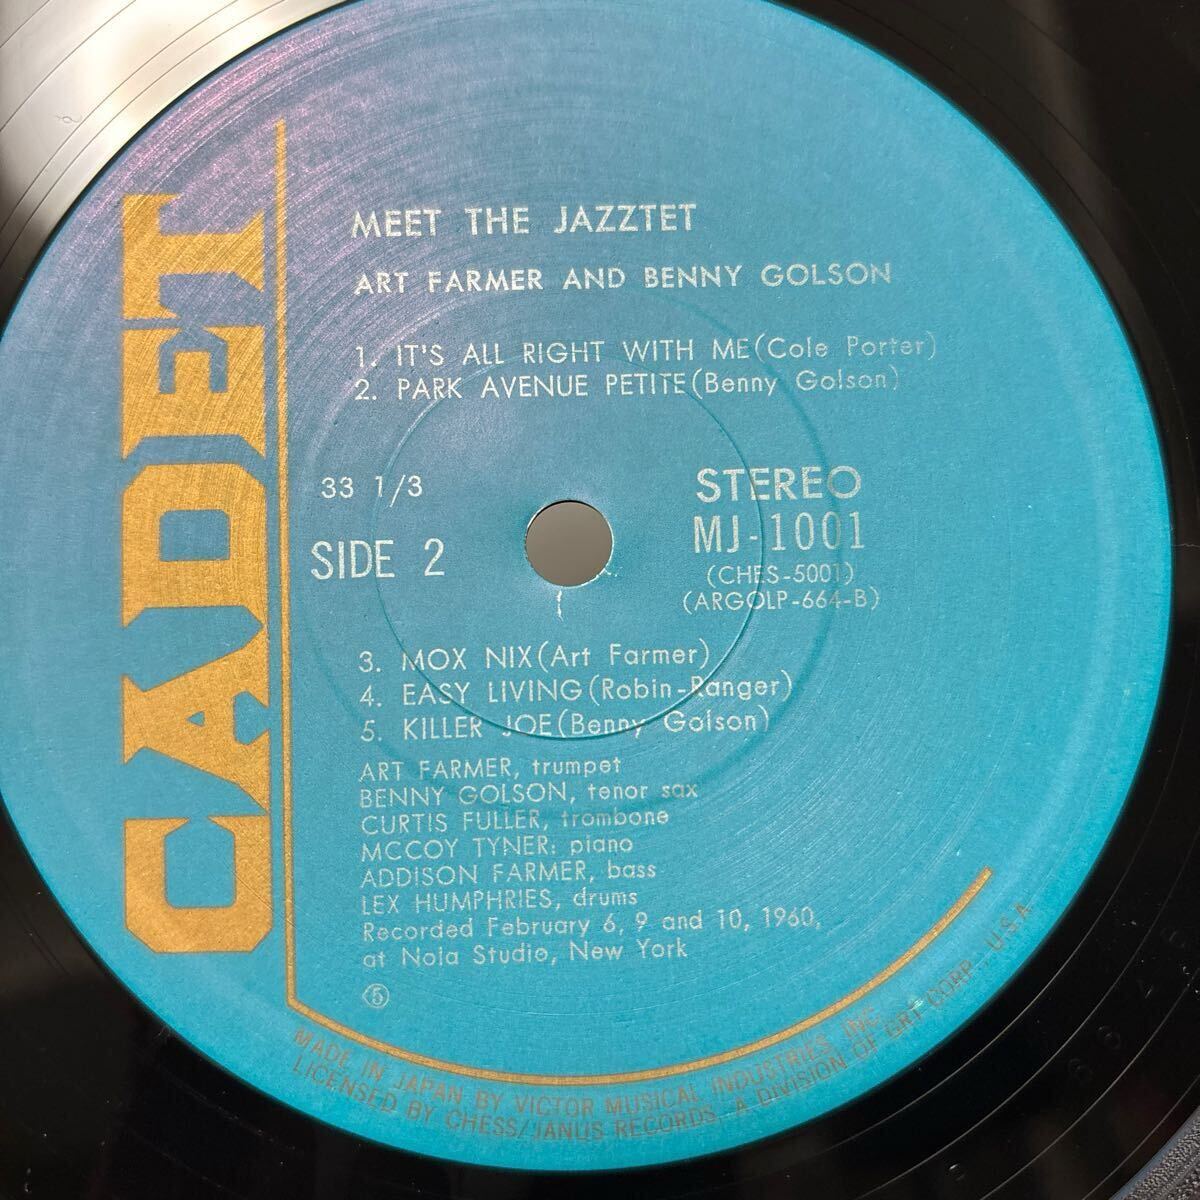 CADET
MEET THE JAZZTET
ART FARMER AND BENNY GOLSON
1. IT'S ALL RIGHT WITH ME(Cole Porter)
2. PARK AVENUE PETITE(Benny Golson)
33 1/3
SIDE 2
STEREO
MJ-1001
(CHES-5001)
(ARGOLP-664-B)
3. MOX NIX(Art Farmer)
4. EASY LIVING(Robin-Ranger)
5. KILLER JOE(Benny Golson)
ART FARMER, trumpet
BENNY GOLSON, tenor sax
CURTIS FULLER, trombone
MCCOY TYNER: piano
ADDISON FARMER, bass
LEX HUMPHRIES, drums
Recorded February 6, 9 and 10, 1960,
at Nola Studio, New York
5
MADE IN JAPAN BY VICTOR MUSICAL INDUSTRIES, INC.
LICENSED BY CHESS/JANUS RECORDS, A DIVISION OF GRT CORP., U.S.A.